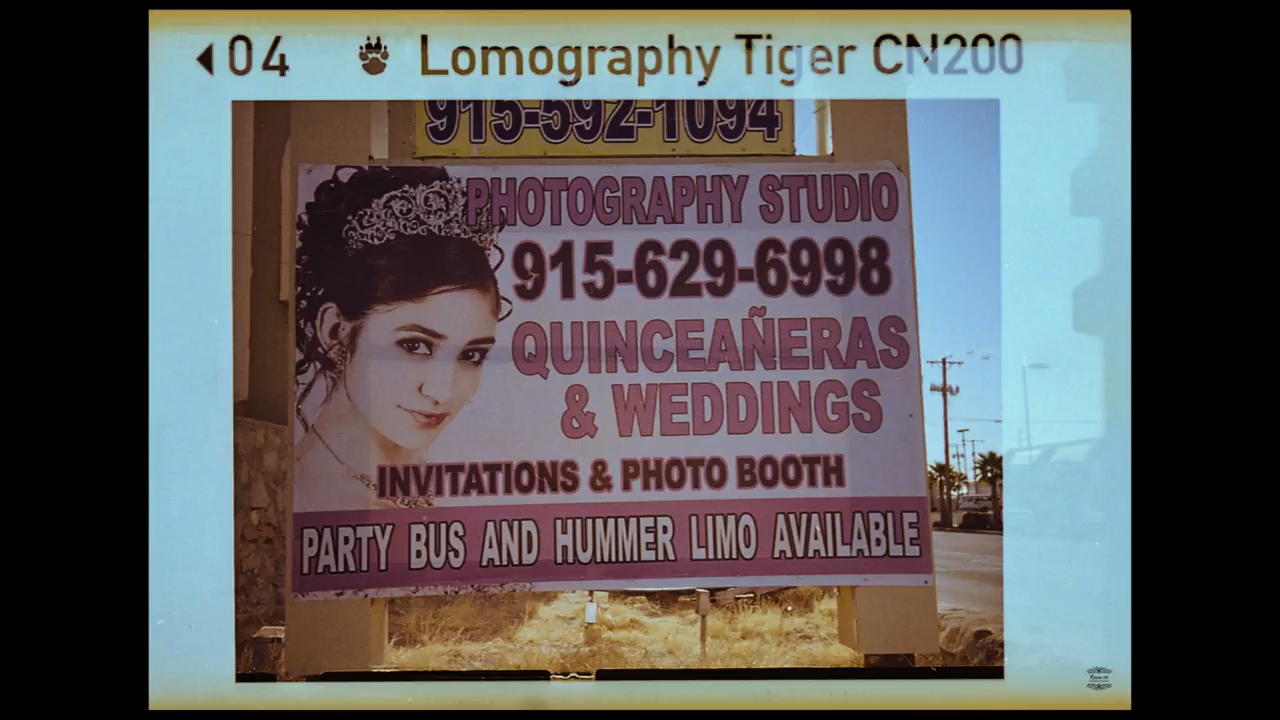 ◀04 Lomography Tiger CN200
915-592-1094
PHOTOGRAPHY STUDIO
915-629-6998
QUINCEAÑERAS
& WEDDINGS
INVITATIONS & PHOTO BOOTH
PARTY BUS AND HUMMER LIMO AVAILABLE